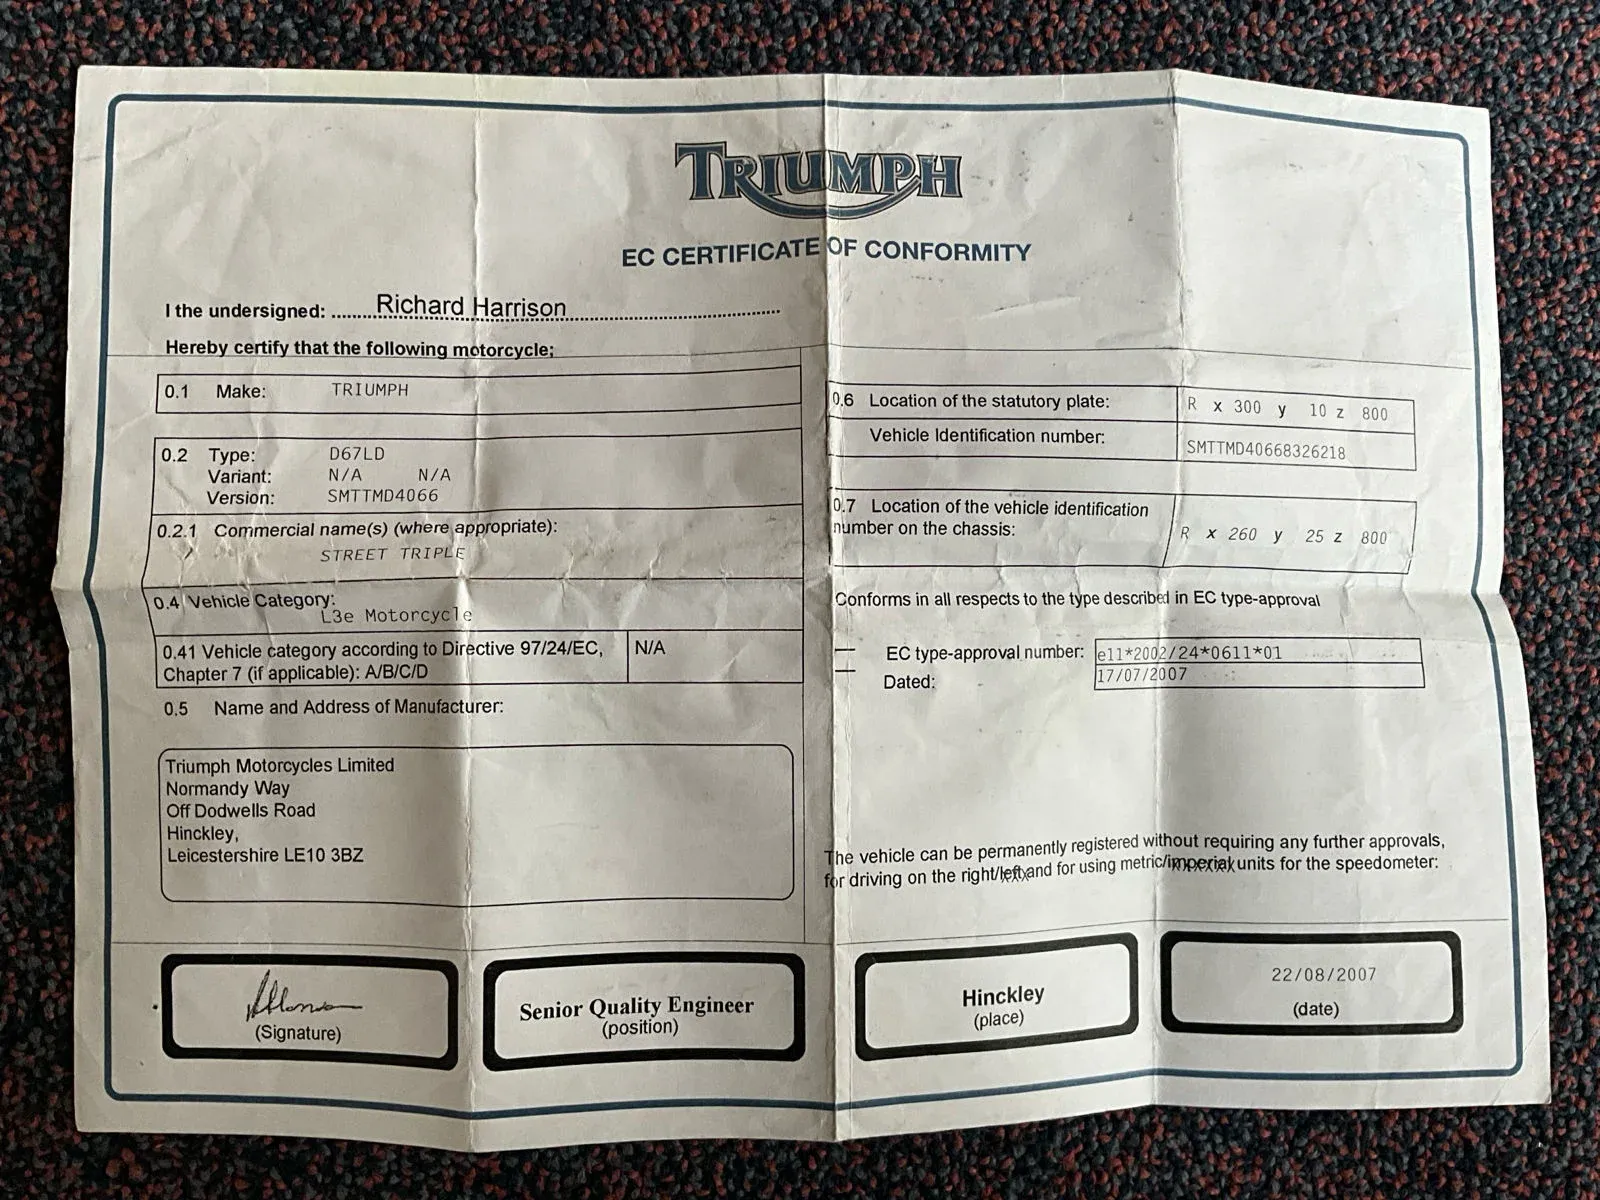 TRIUMPH
EC CERTIFICATE OF CONFORMITY
I the undersigned: Richard Harrison
Hereby certify that the following motorcycle;
0.1 Make: TRIUMPH
0.2 Type: D67LD
Variant: N/A N/A
Version: SMTTMD4066
0.2.1 Commercial name(s) (where appropriate):
STREET TRIPLE
0.4 Vehicle Category:
L3e Motorcycle
0.41 Vehicle category according to Directive 97/24/EC, N/A
Chapter 7 (if applicable): A/B/C/D
0.5 Name and Address of Manufacturer:
Triumph Motorcycles Limited
Normandy Way
Off Dodwells Road
Hinckley,
Leicestershire LE10 3BZ
0.6 Location of the statutory plate: R x 300 y 10 z 800
Vehicle Identification number: SMTTMD40668326218
0.7 Location of the vehicle identification
number on the chassis: R x 260 y 25 z 800
Conforms in all respects to the type described in EC type-approval
EC type-approval number: e11*2002/24*0611*01
Dated: 17/07/2007
The vehicle can be permanently registered without requiring any further approvals,
for driving on the right/left and for using metric/imperial units for the speedometer:
(Signature)
Senior Quality Engineer
(position)
Hinckley
(place)
22/08/2007
(date)